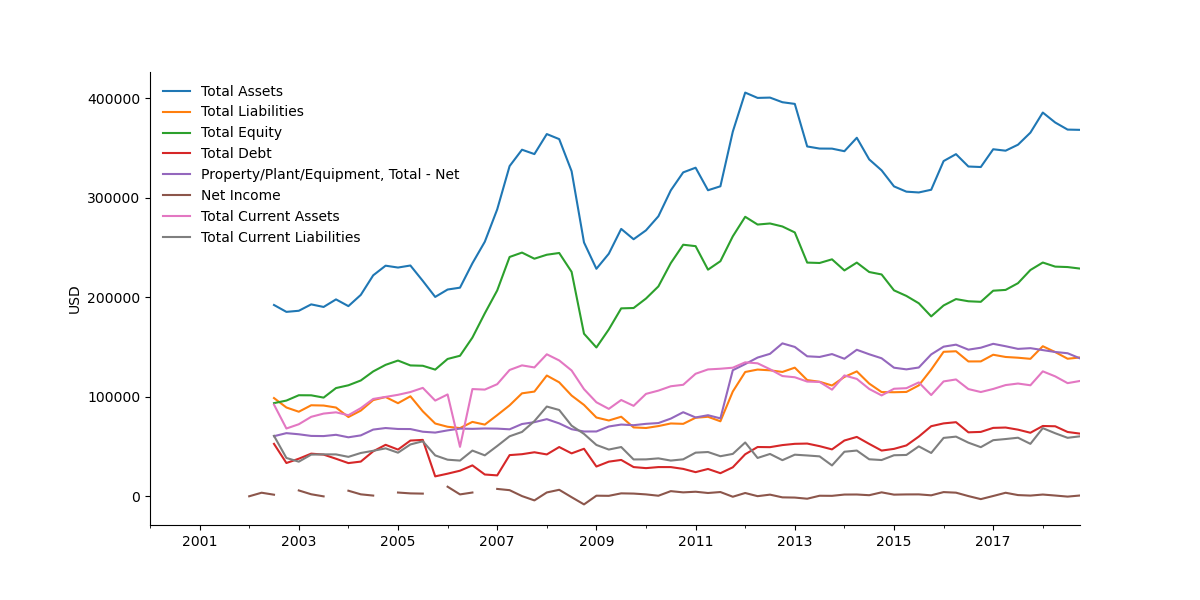 400000
300000
200000
100000
0
USD
Total Assets
Total Liabilities
Total Equity
Total Debt
Property/Plant/Equipment, Total - Net
Net Income
Total Current Assets
Total Current Liabilities
2001 2003 2005 2007 2009 2011 2013 2015 2017